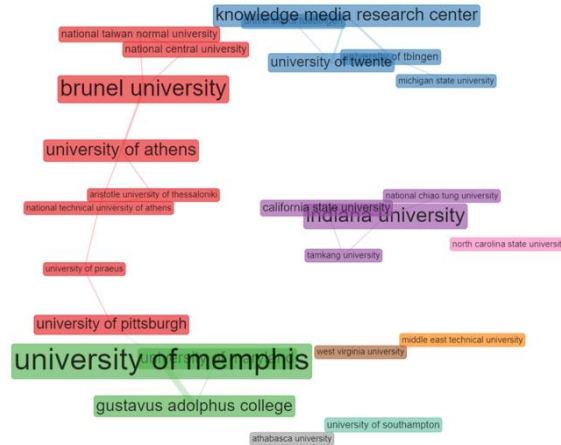 knowledge media research center
national taiwan normal university
national central university
university of twente
university of tbingen
michigan state university
brunel university
university of athens
aristotle university of thessaloniki
national technical university of athens
national chiao tung university
california state university
indiana university
north carolina state universit
tamkang university
university of piraeus
university of pittsburgh
middle east technical university
west virginia university
university of memphis
gustavus adolphus college
university of southampton
athabasca university